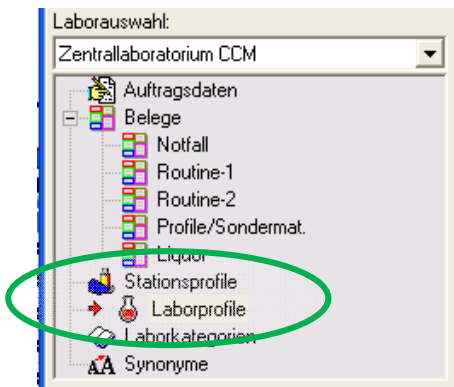 Laborauswahl:
Zentrallaboratorium CCM
Auftragsdaten
Belege
Notfall
Routine-1
Routine-2
Profile/Sondermat.
Liquor
Stationsprofile
Laborprofile
Laborkategorien
Synonyme